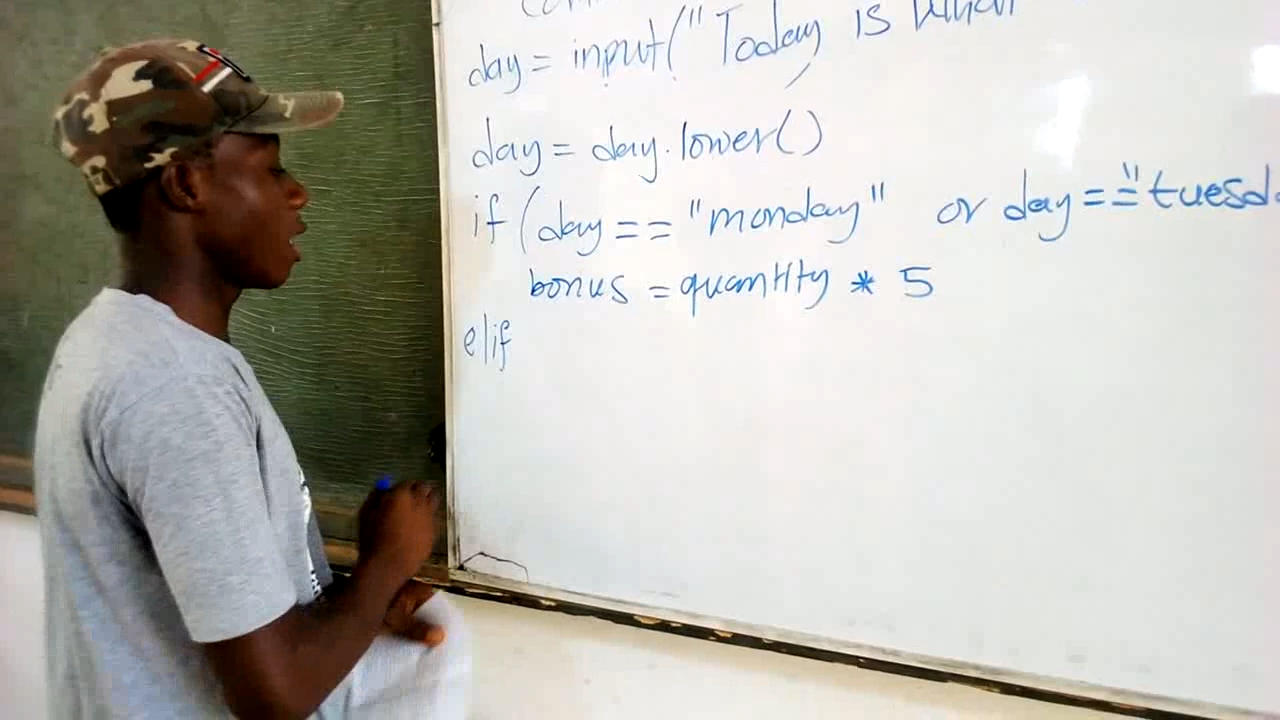 day = input("Today is
day = day.lower()
if (day == "monday" or day == "tuesd
bonus = quantity * 5
elif